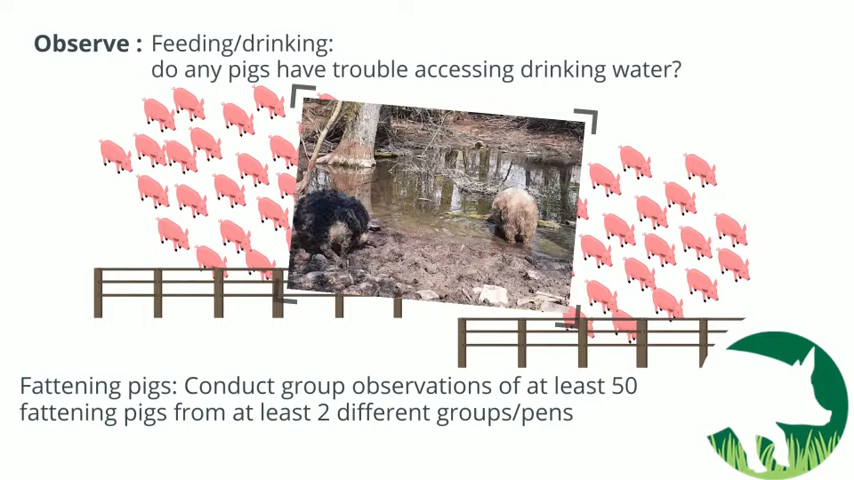 Observe : Feeding/drinking:
do any pigs have trouble accessing drinking water?
Fattening pigs: Conduct group observations of at least 50
fattening pigs from at least 2 different groups/pens